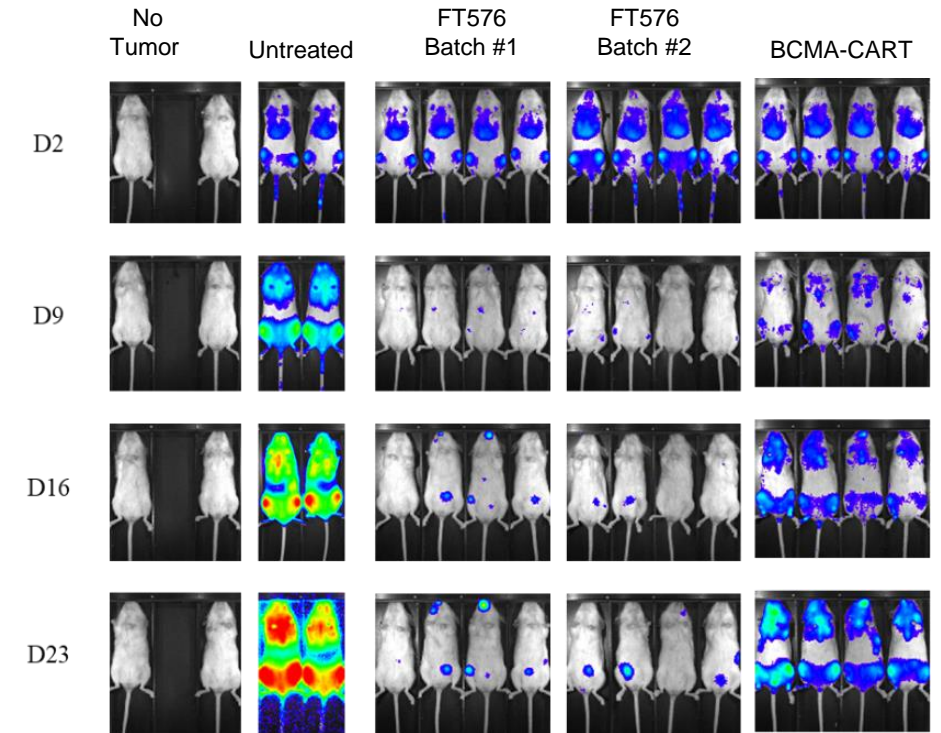 No
Tumor
Untreated
FT576
Batch #1
FT576
Batch #2
BCMA-CART
D2
D9
D16
D23